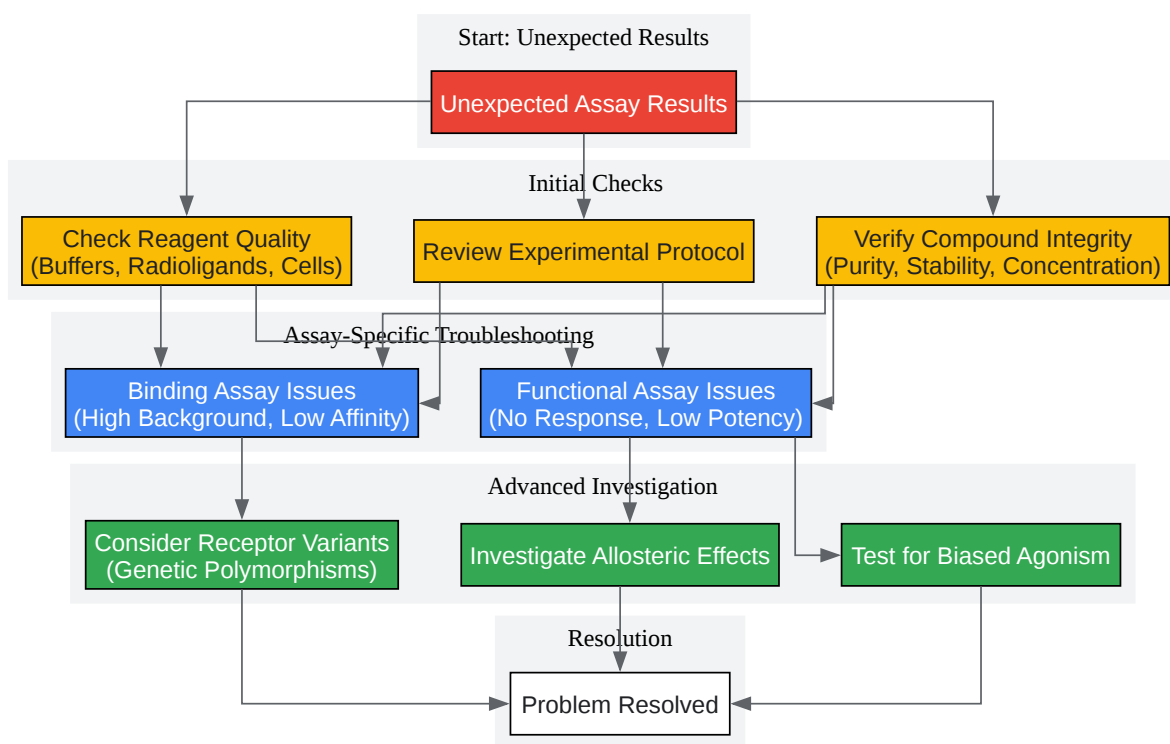 Start: Unexpected Results
Unexpected Assay Results
Initial Checks
Check Reagent Quality
(Buffers, Radioligands, Cells)
Review Experimental Protocol
Verify Compound Integrity
(Purity, Stability, Concentration)
Assay-Specific Troubleshooting
Binding Assay Issues
(High Background, Low Affinity)
Functional Assay Issues
(No Response, Low Potency)
Advanced Investigation
Consider Receptor Variants
(Genetic Polymorphisms)
Investigate Allosteric Effects
Test for Biased Agonism
Resolution
Problem Resolved